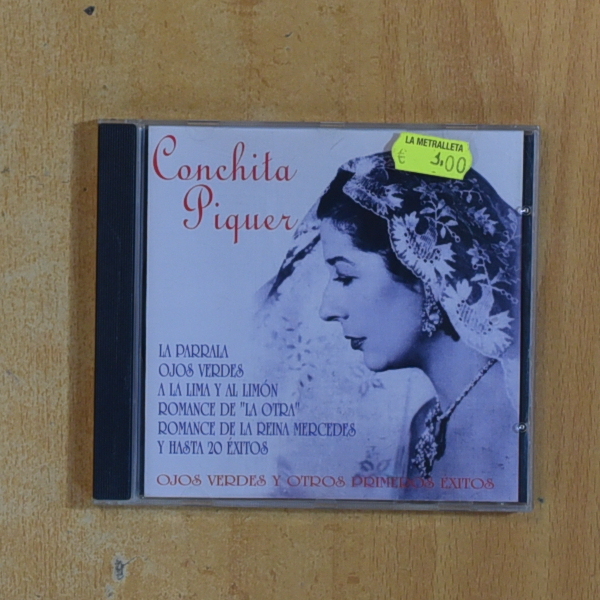 Conchita
Piquer
LA METRALLETA
€ 3,00
LA PARRALA
OJOS VERDES
A LA LIMA Y AL LIMÓN
ROMANCE DE "LA OTRA"
ROMANCE DE LA REINA MERCEDES
Y HASTA 20 ÉXITOS
OJOS VERDES Y OTROS PRIMEROS ÉXITOS